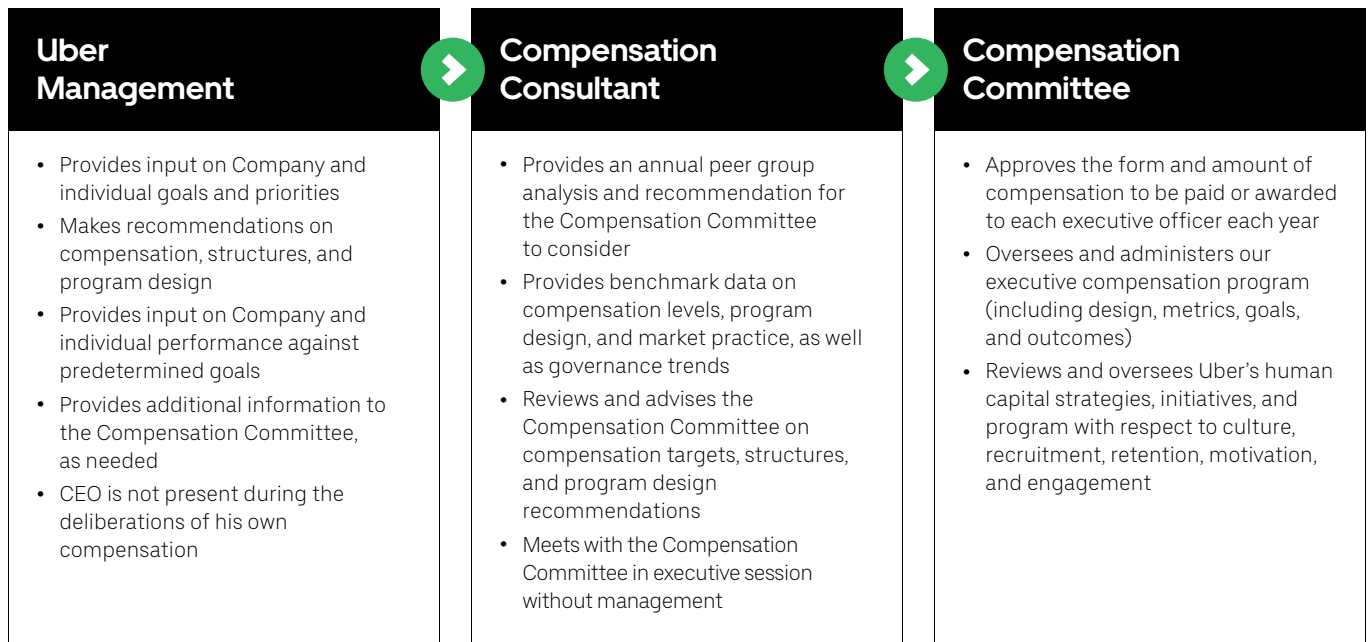 Uber
Management
• Provides input on Company and
individual goals and priorities
• Makes recommendations on
compensation, structures, and
program design
• Provides input on Company and
individual performance against
predetermined goals
• Provides additional information to
the Compensation Committee,
as needed
• CEO is not present during the
deliberations of his own
compensation
Compensation
Consultant
• Provides an annual peer group
analysis and recommendation for
the Compensation Committee
to consider
• Provides benchmark data on
compensation levels, program
design, and market practice, as well
as governance trends
• Reviews and advises the
Compensation Committee on
compensation targets, structures,
and program design
recommendations
• Meets with the Compensation
Committee in executive session
without management
Compensation
Committee
• Approves the form and amount of
compensation to be paid or awarded
to each executive officer each year
• Oversees and administers our
executive compensation program
(including design, metrics, goals,
and outcomes)
• Reviews and oversees Uber’s human
capital strategies, initiatives, and
program with respect to culture,
recruitment, retention, motivation,
and engagement